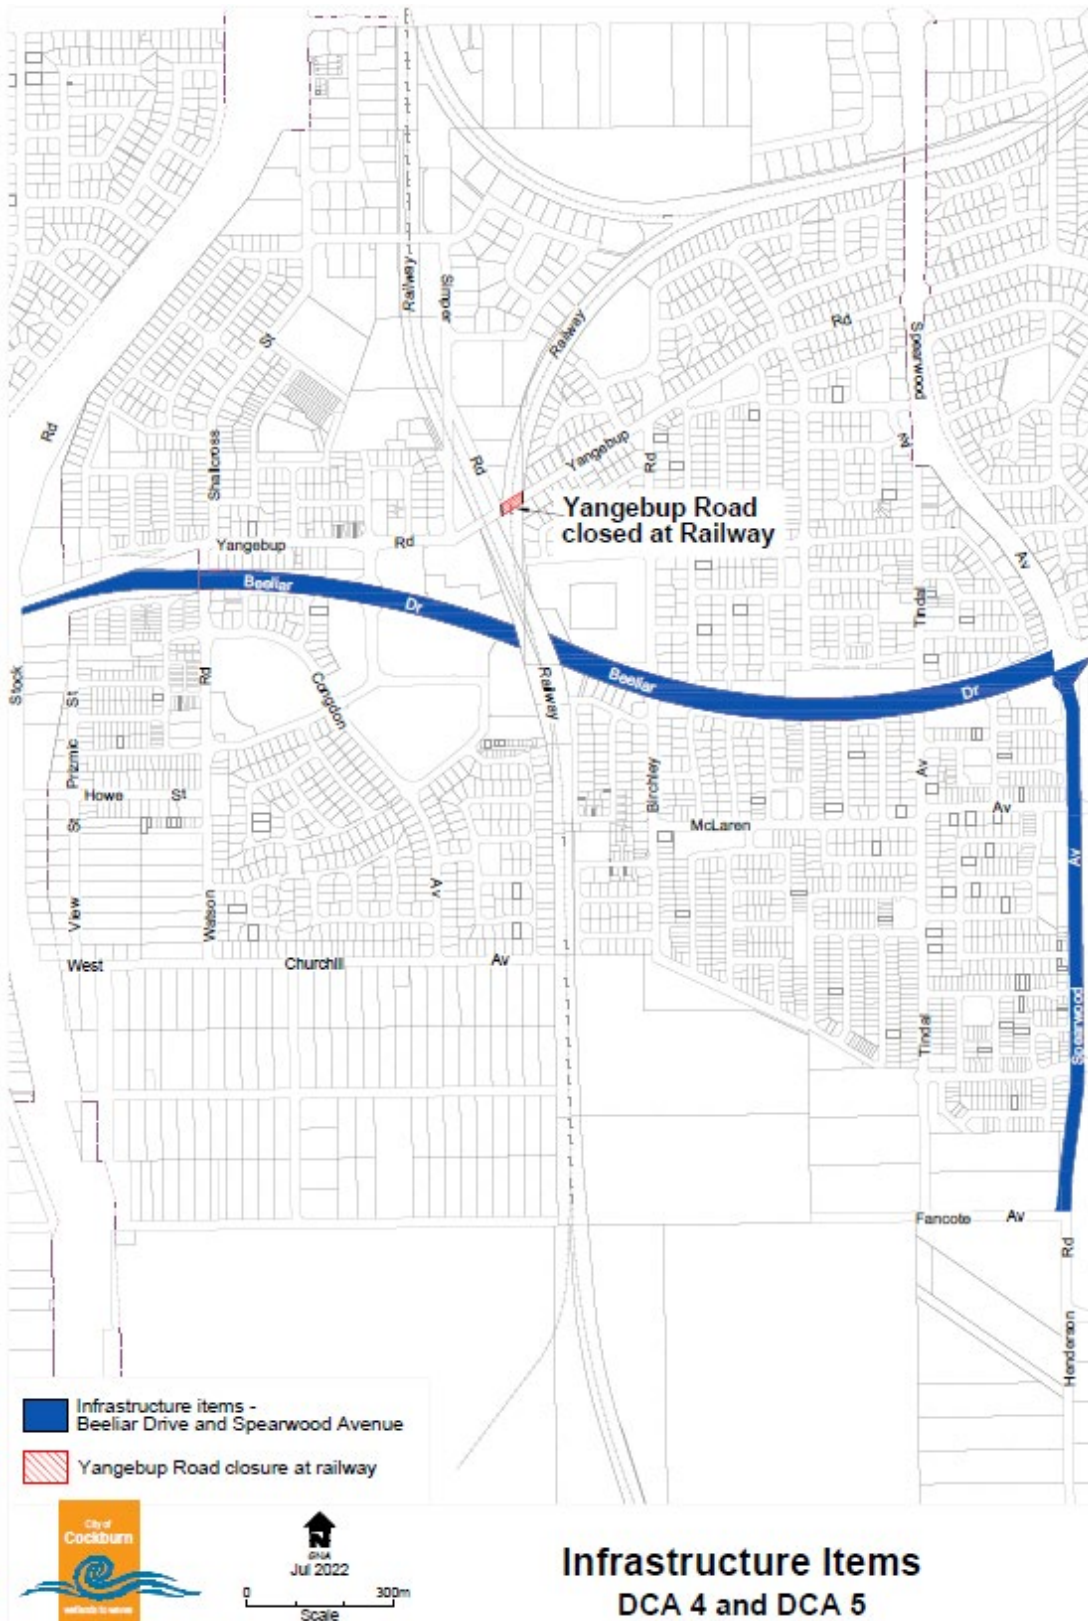 Railway
Simper
Railway
Rd
St
Spearwood
Rd
Shallcross
Rd
Yangebup
Rd
Yangebup Road
closed at Railway
Yangebup
Rd
Av
Tindal
Beeliar
Dr
Beeliar
Dr
Stock
St
Rd
Congdon
Railway
Prizmic
Howe
St
St
Birchley
McLaren
Av
Av
Av
View
Watson
Av
West
Churchill
Av
Spearwood
Tindal
Fancote
Av
Rd
Henderson
Infrastructure items -
Beeliar Drive and Spearwood Avenue
Yangebup Road closure at railway
City of
Cockburn
wetlands to waves
N
Jul 2022
0
300m
Scale
Infrastructure Items
DCA 4 and DCA 5